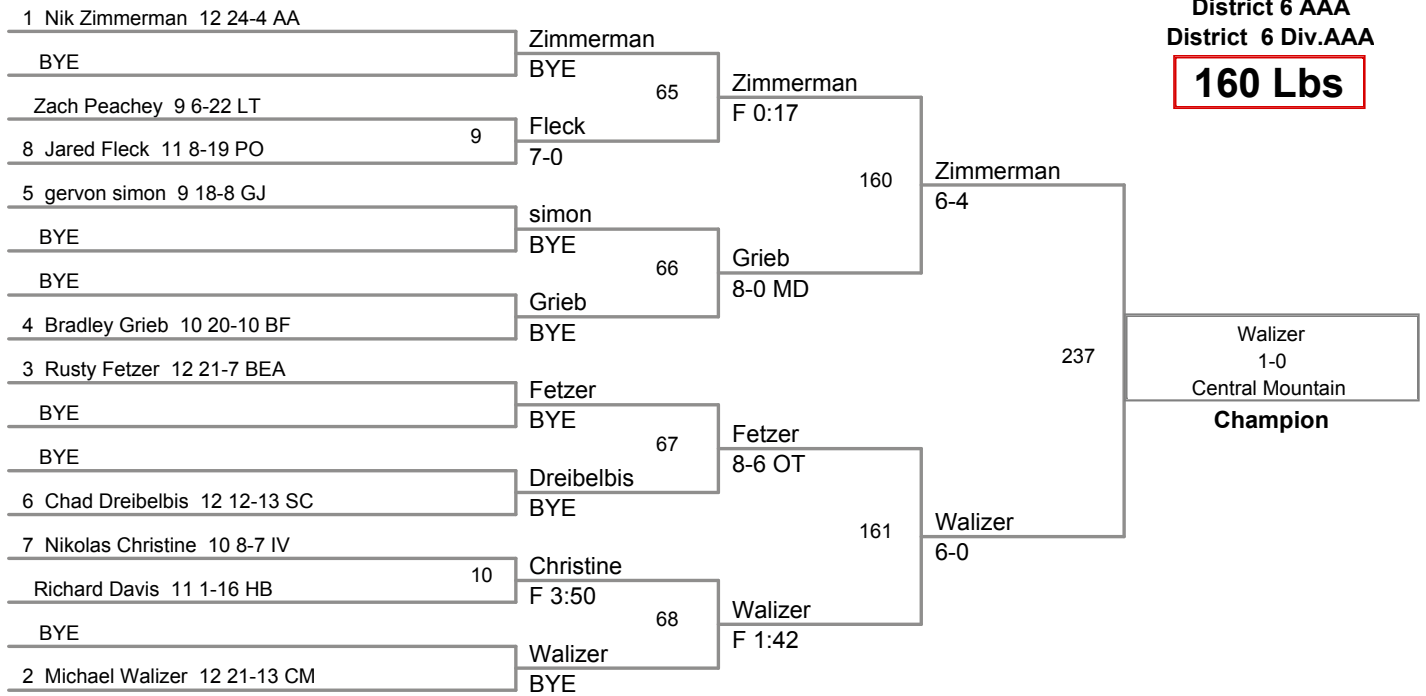 District 6 AAA
District  6 Div.AAA
160 Lbs
1  Nik Zimmerman  12 24-4 AA
BYE
Zach Peachey  9 6-22 LT
8  Jared Fleck  11 8-19 PO
5  gervon simon  9 18-8 GJ
BYE
BYE
4  Bradley Grieb  10 20-10 BF
3  Rusty Fetzer  12 21-7 BEA
BYE
BYE
6  Chad Dreibelbis  12 12-13 SC
7  Nikolas Christine  10 8-7 IV
Richard Davis  11 1-16 HB
BYE
2  Michael Walizer  12 21-13 CM
9
10
Zimmerman
BYE
Fleck
7-0
simon
BYE
Grieb
BYE
Fetzer
BYE
Dreibelbis
BYE
Christine
F 3:50
Walizer
BYE
65
66
67
68
Zimmerman
F 0:17
Grieb
8-0 MD
Fetzer
8-6 OT
Walizer
F 1:42
160
161
Zimmerman
6-4
Walizer
6-0
237
Walizer
1-0
Central Mountain
Champion